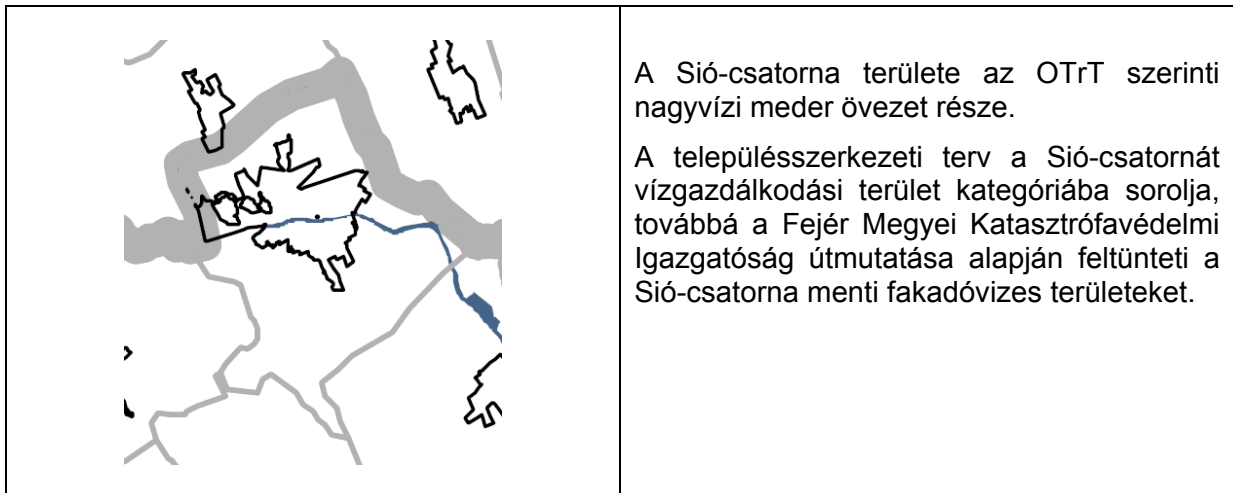 A Sió-csatorna területe az OTrT szerinti
nagyvízi meder övezet része.
A településszerkezeti terv a Sió-csatornát
vízgazdálkodási terület kategóriába sorolja,
továbbá a Fejér Megyei Katasztrófavédelmi
Igazgatóság útmutatása alapján feltünteti a
Sió-csatorna menti fakadóvizes területeket.